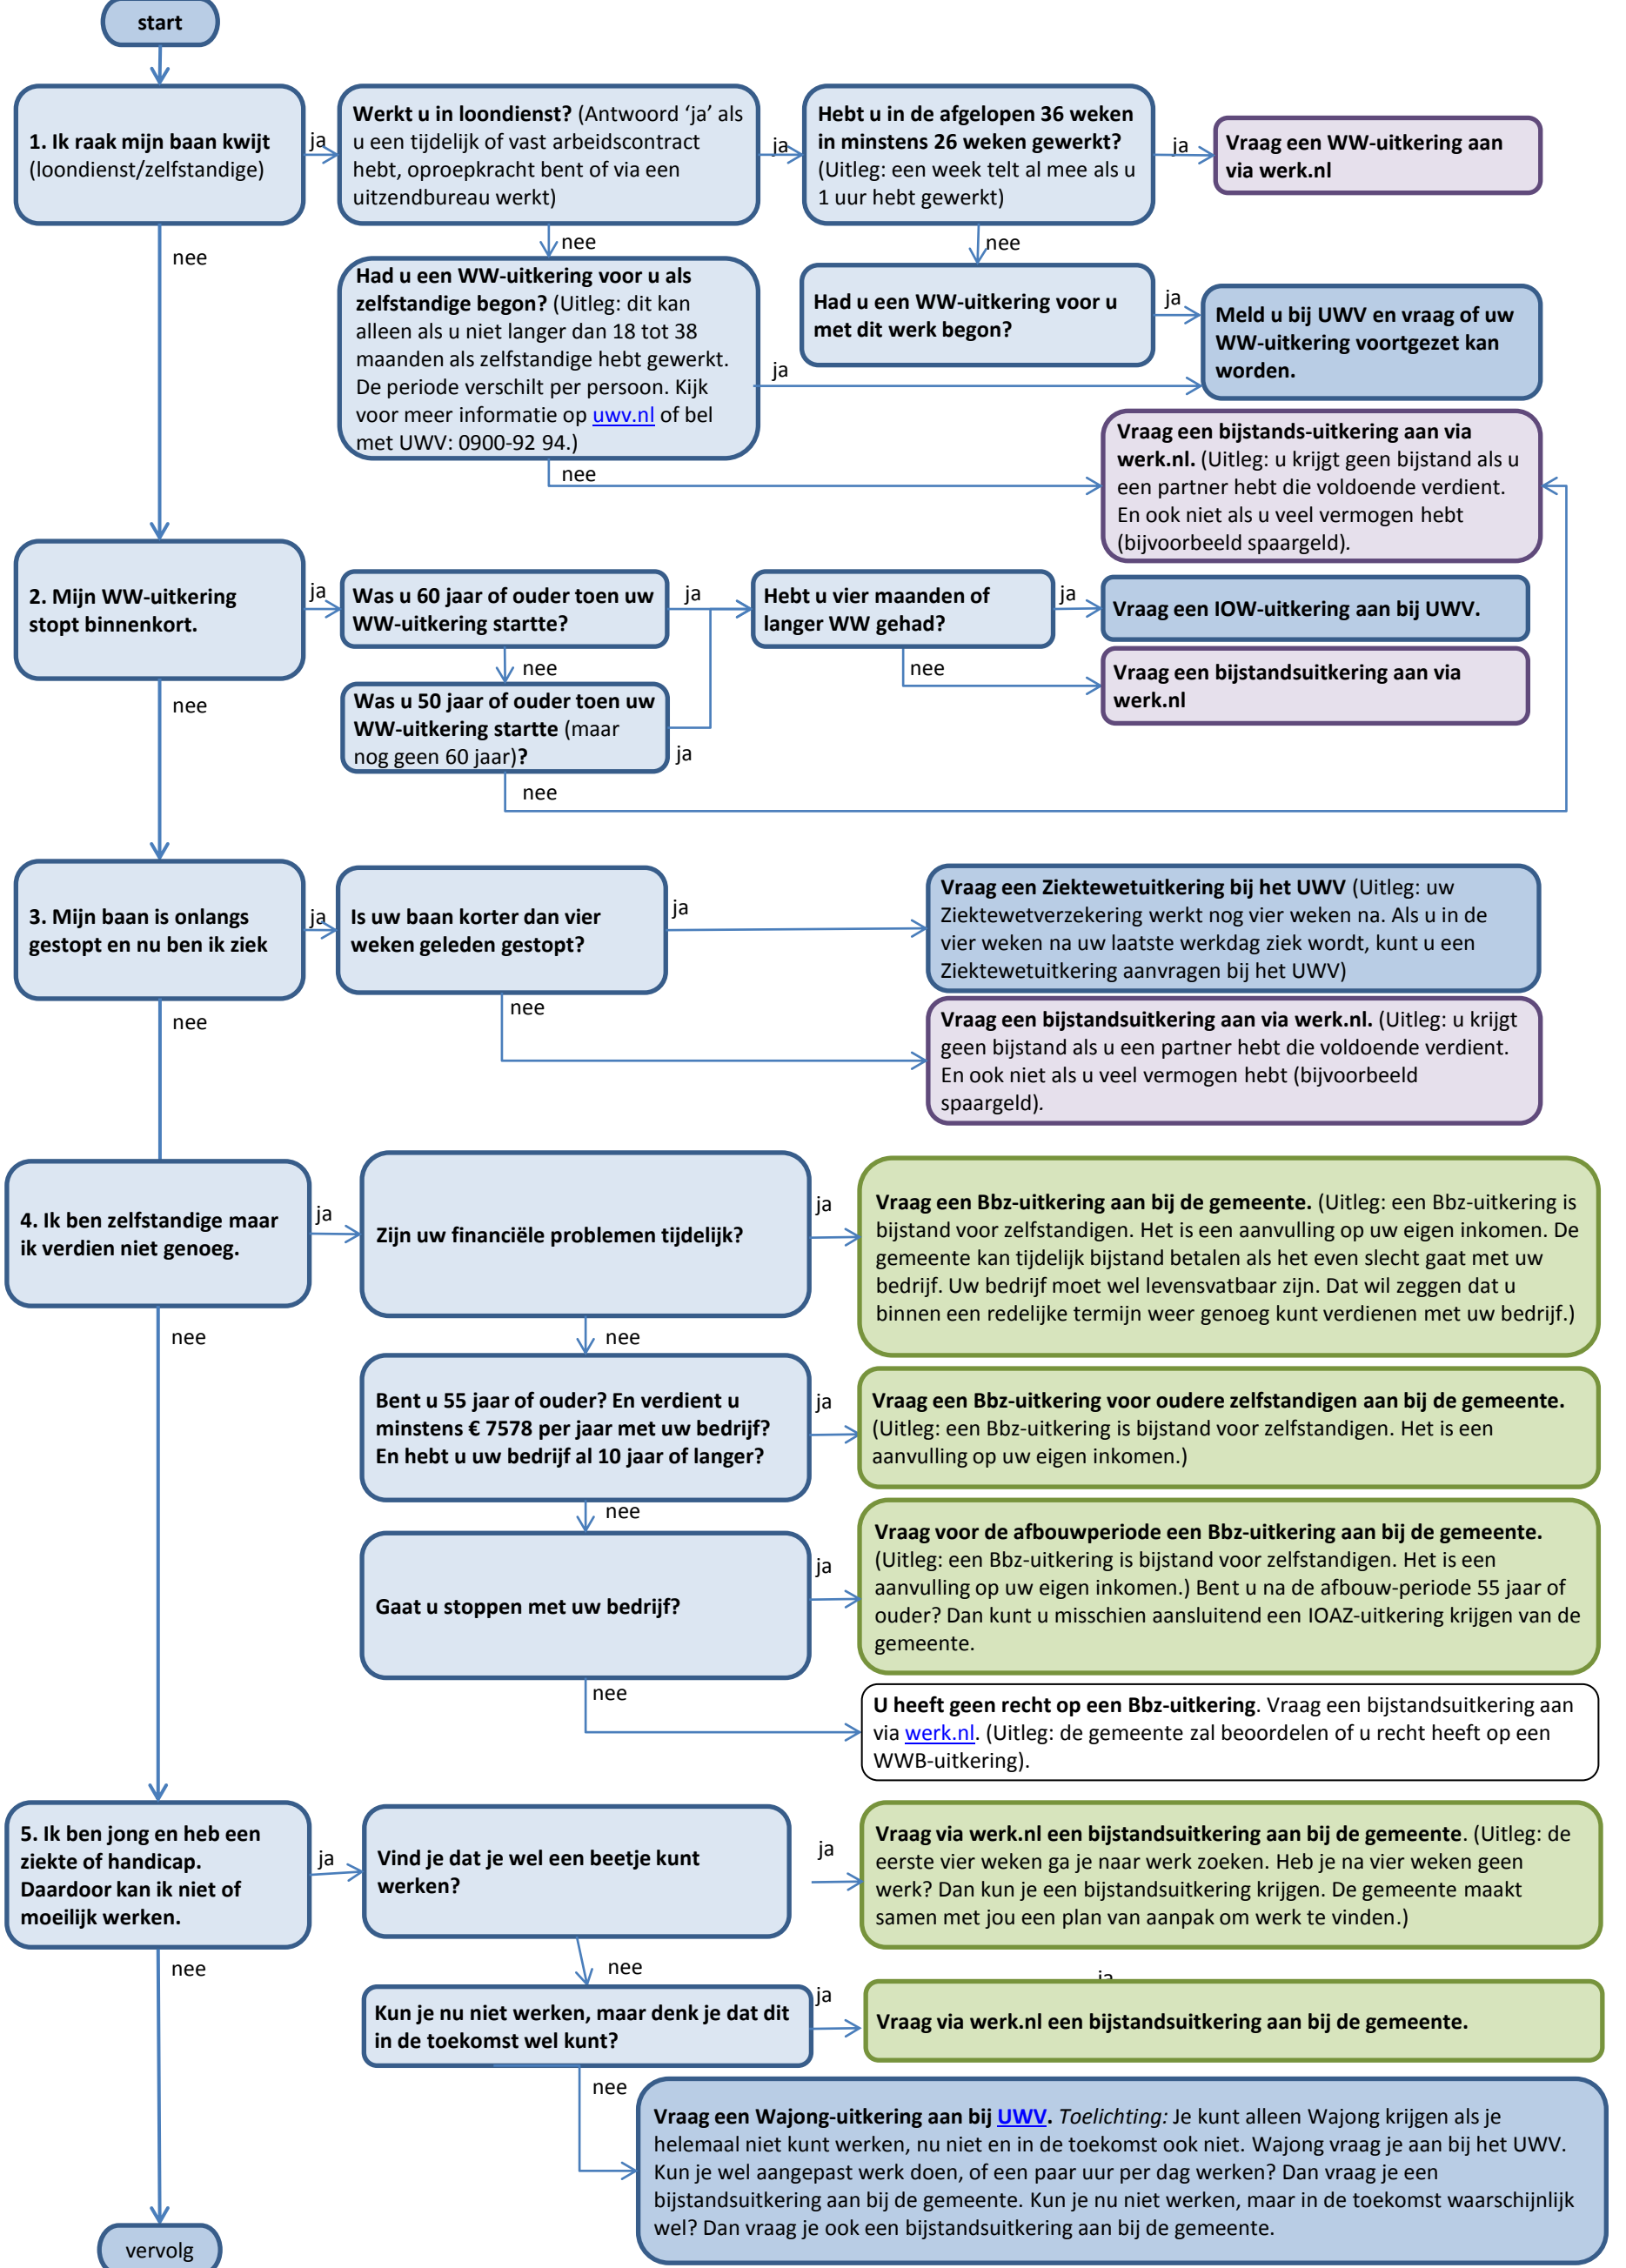 start
1. Ik raak mijn baan kwijt
(loondienst/zelfstandige)
ja
Werkt u in loondienst? (Antwoord ‘ja’ als
u een tijdelijk of vast arbeidscontract
hebt, oproepkracht bent of via een
uitzendbureau werkt)
ja
Hebt u in de afgelopen 36 weken
in minstens 26 weken gewerkt?
(Uitleg: een week telt al mee als u
1 uur hebt gewerkt)
ja
Vraag een WW-uitkering aan
via werk.nl
nee
nee
nee
Had u een WW-uitkering voor u als
zelfstandige begon? (Uitleg: dit kan
alleen als u niet langer dan 18 tot 38
maanden als zelfstandige hebt gewerkt.
De periode verschilt per persoon. Kijk
voor meer informatie op uwv.nl of bel
met UWV: 0900-92 94.)
Had u een WW-uitkering voor u
met dit werk begon?
ja
Meld u bij UWV en vraag of uw
WW-uitkering voortgezet kan
worden.
ja
nee
Vraag een bijstands-uitkering aan via
werk.nl. (Uitleg: u krijgt geen bijstand als u
een partner hebt die voldoende verdient.
En ook niet als u veel vermogen hebt
(bijvoorbeeld spaargeld).
2. Mijn WW-uitkering
stopt binnenkort.
ja
Was u 60 jaar of ouder toen uw
WW-uitkering startte?
ja
Hebt u vier maanden of
langer WW gehad?
ja
Vraag een IOW-uitkering aan bij UWV.
nee
nee
nee
Vraag een bijstandsuitkering aan via
werk.nl
Was u 50 jaar of ouder toen uw
WW-uitkering startte (maar
nog geen 60 jaar)?
ja
nee
3. Mijn baan is onlangs
gestopt en nu ben ik ziek
ja
Is uw baan korter dan vier
weken geleden gestopt?
ja
Vraag een Ziektewetuitkering bij het UWV (Uitleg: uw
Ziektewetverzekering werkt nog vier weken na. Als u in de
vier weken na uw laatste werkdag ziek wordt, kunt u een
Ziektewetuitkering aanvragen bij het UWV)
nee
nee
Vraag een bijstandsuitkering aan via werk.nl. (Uitleg: u krijgt
geen bijstand als u een partner hebt die voldoende verdient.
En ook niet als u veel vermogen hebt (bijvoorbeeld
spaargeld).
4. Ik ben zelfstandige maar
ik verdien niet genoeg.
ja
Zijn uw financiële problemen tijdelijk?
ja
Vraag een Bbz-uitkering aan bij de gemeente. (Uitleg: een Bbz-uitkering is
bijstand voor zelfstandigen. Het is een aanvulling op uw eigen inkomen. De
gemeente kan tijdelijk bijstand betalen als het even slecht gaat met uw
bedrijf. Uw bedrijf moet wel levensvatbaar zijn. Dat wil zeggen dat u
binnen een redelijke termijn weer genoeg kunt verdienen met uw bedrijf.)
nee
nee
Bent u 55 jaar of ouder? En verdient u
minstens € 7578 per jaar met uw bedrijf?
En hebt u uw bedrijf al 10 jaar of langer?
ja
Vraag een Bbz-uitkering voor oudere zelfstandigen aan bij de gemeente.
(Uitleg: een Bbz-uitkering is bijstand voor zelfstandigen. Het is een
aanvulling op uw eigen inkomen.)
nee
Gaat u stoppen met uw bedrijf?
ja
Vraag voor de afbouwperiode een Bbz-uitkering aan bij de gemeente.
(Uitleg: een Bbz-uitkering is bijstand voor zelfstandigen. Het is een
aanvulling op uw eigen inkomen.) Bent u na de afbouw-periode 55 jaar of
ouder? Dan kunt u misschien aansluitend een IOAZ-uitkering krijgen van de
gemeente.
nee
U heeft geen recht op een Bbz-uitkering. Vraag een bijstandsuitkering aan
via werk.nl. (Uitleg: de gemeente zal beoordelen of u recht heeft op een
WWB-uitkering).
5. Ik ben jong en heb een
ziekte of handicap.
Daardoor kan ik niet of
moeilijk werken.
ja
Vind je dat je wel een beetje kunt
werken?
ja
Vraag via werk.nl een bijstandsuitkering aan bij de gemeente. (Uitleg: de
eerste vier weken ga je naar werk zoeken. Heb je na vier weken geen
werk? Dan kun je een bijstandsuitkering krijgen. De gemeente maakt
samen met jou een plan van aanpak om werk te vinden.)
nee
nee
ja
Kun je nu niet werken, maar denk je dat dit
in de toekomst wel kunt?
ja
Vraag via werk.nl een bijstandsuitkering aan bij de gemeente.
nee
Vraag een Wajong-uitkering aan bij UWV. Toelichting: Je kunt alleen Wajong krijgen als je
helemaal niet kunt werken, nu niet en in de toekomst ook niet. Wajong vraag je aan bij het UWV.
Kun je wel aangepast werk doen, of een paar uur per dag werken? Dan vraag je een
bijstandsuitkering aan bij de gemeente. Kun je nu niet werken, maar in de toekomst waarschijnlijk
wel? Dan vraag je ook een bijstandsuitkering aan bij de gemeente.
vervolg